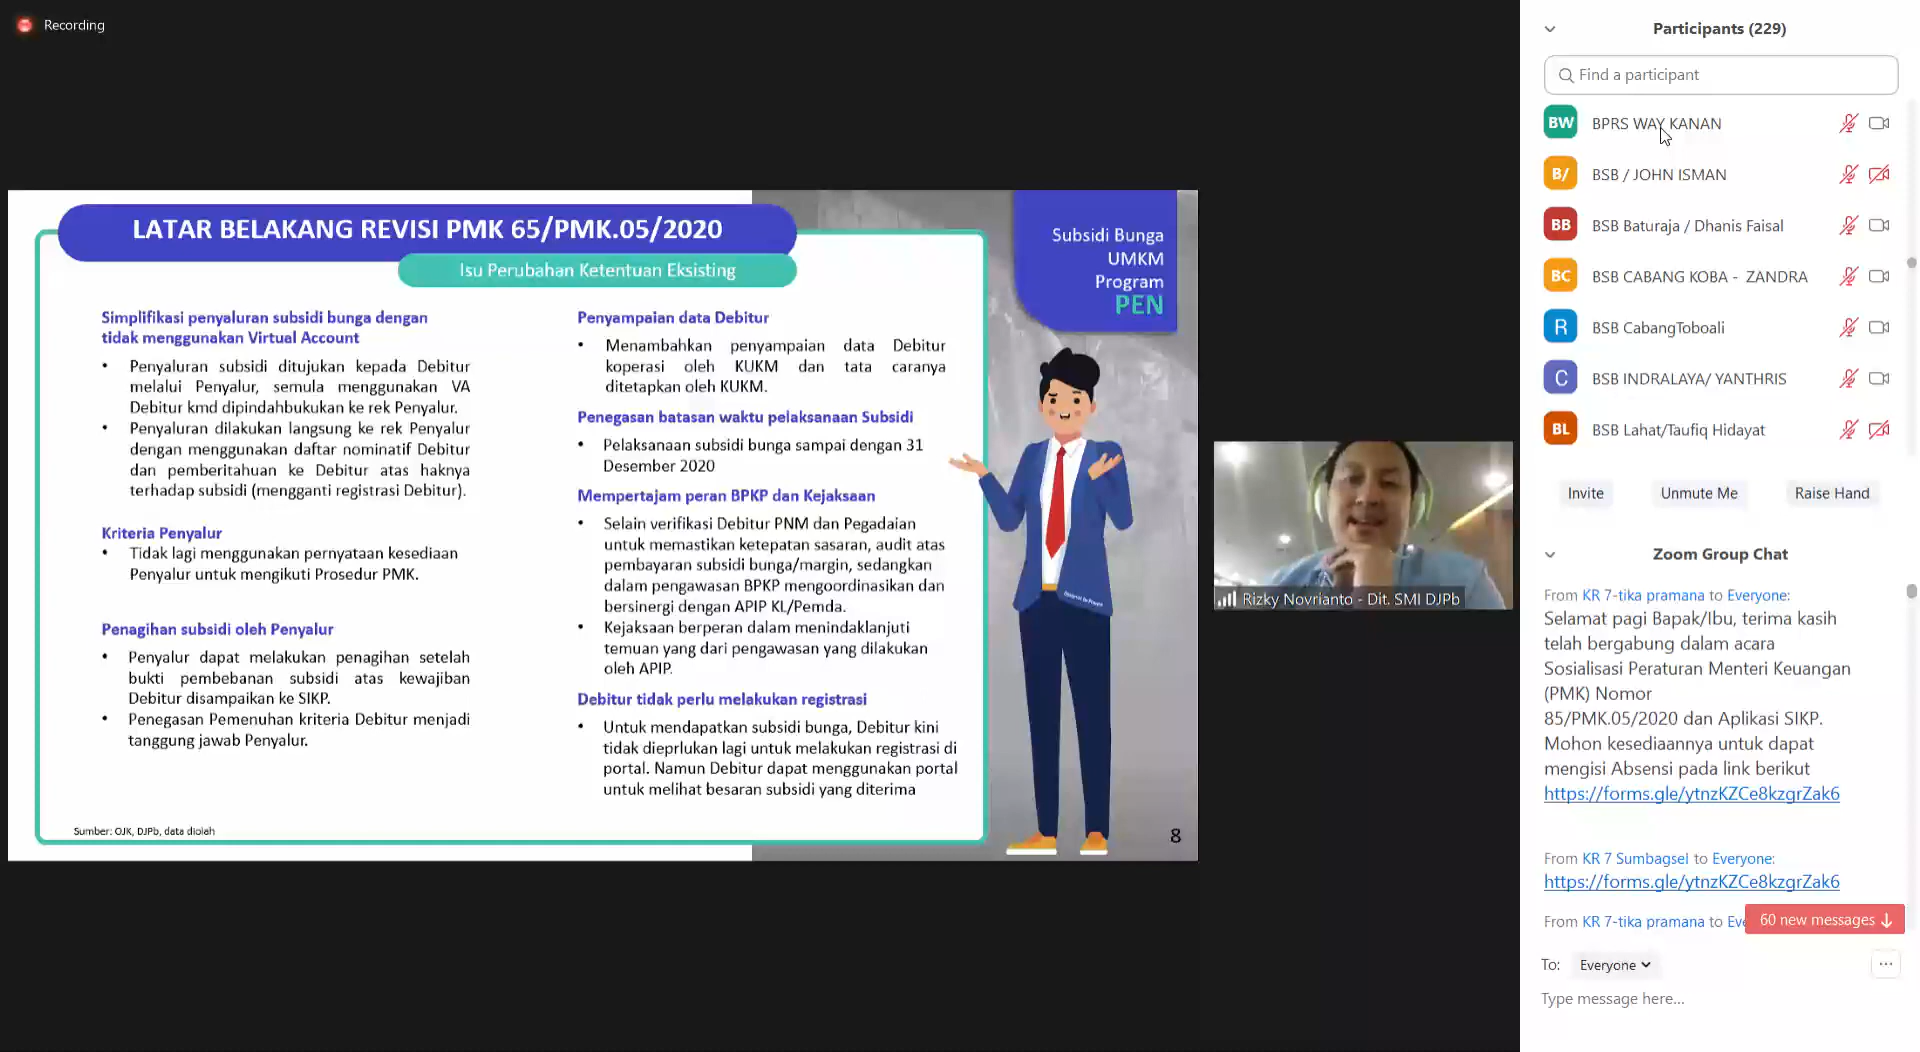 Recording
LATAR BELAKANG REVISI PMK 65/PMK.05/2020
Isu Perubahan Ketentuan Eksisting
Subsidi Bunga
UMKM
Program
PEN
Simplifikasi penyaluran subsidi bunga dengan
tidak menggunakan Virtual Account
• Penyaluran subsidi ditujukan kepada Debitur
melalui Penyalur, semula menggunakan VA
Debitur kmd dipindahbukukan ke rek Penyalur.
• Penyaluran dilakukan langsung ke rek Penyalur
dengan menggunakan daftar nominatif Debitur
dan pemberitahuan ke Debitur atas haknya
terhadap subsidi (mengganti registrasi Debitur).
Kriteria Penyalur
• Tidak lagi menggunakan pernyataan kesediaan
Penyalur untuk mengikuti Prosedur PMK.
Penagihan subsidi oleh Penyalur
• Penyalur dapat melakukan penagihan setelah
bukti pembebanan subsidi atas kewajiban
Debitur disampaikan ke SIKP.
• Penegasan Pemenuhan kriteria Debitur menjadi
tanggung jawab Penyalur.
Penyampaian data Debitur
• Menambahkan penyampaian data Debitur
koperasi oleh KUKM dan tata caranya
ditetapkan oleh KUKM.
Penegasan batasan waktu pelaksanaan Subsidi
• Pelaksanaan subsidi bunga sampai dengan 31
Desember 2020
Mempertajam peran BPKP dan Kejaksaan
• Selain verifikasi Debitur PNM dan Pegadaian
untuk memastikan ketepatan sasaran, audit atas
pembayaran subsidi bunga/margin, sedangkan
dalam pengawasan BPKP mengoordinasikan dan
bersinergi dengan APIP KL/Pemda.
• Kejaksaan berperan dalam menindaklanjuti
temuan yang dari pengawasan yang dilakukan
oleh APIP.
Debitur tidak perlu melakukan registrasi
• Untuk mendapatkan subsidi bunga, Debitur kini
tidak dieprlukan lagi untuk melakukan registrasi di
portal. Namun Debitur dapat menggunakan portal
untuk melihat besaran subsidi yang diterima
Sumber: OJK, DJPb, data diolah
8
Rizky Novrianto - Dit. SMI DJPb
Participants (229)
Find a participant
BW BPRS WAY KANAN
B/ BSB / JOHN ISMAN
BB BSB Baturaja / Dhanis Faisal
BC BSB CABANG KOBA - ZANDRA
R BSB CabangToboali
C BSB INDRALAYA/ YANTHRIS
BL BSB Lahat/Taufiq Hidayat
Invite Unmute Me Raise Hand
Zoom Group Chat
From KR 7-tika pramana to Everyone:
Selamat pagi Bapak/Ibu, terima kasih
telah bergabung dalam acara
Sosialisasi Peraturan Menteri Keuangan
(PMK) Nomor
85/PMK.05/2020 dan Aplikasi SIKP.
Mohon kesediaannya untuk dapat
mengisi Absensi pada link berikut
https://forms.gle/ytnzKZCe8kzgrZak6
From KR 7 Sumbagsel to Everyone:
https://forms.gle/ytnzKZCe8kzgrZak6
From KR 7-tika pramana to Eve
60 new messages
To: Everyone
Type message here...